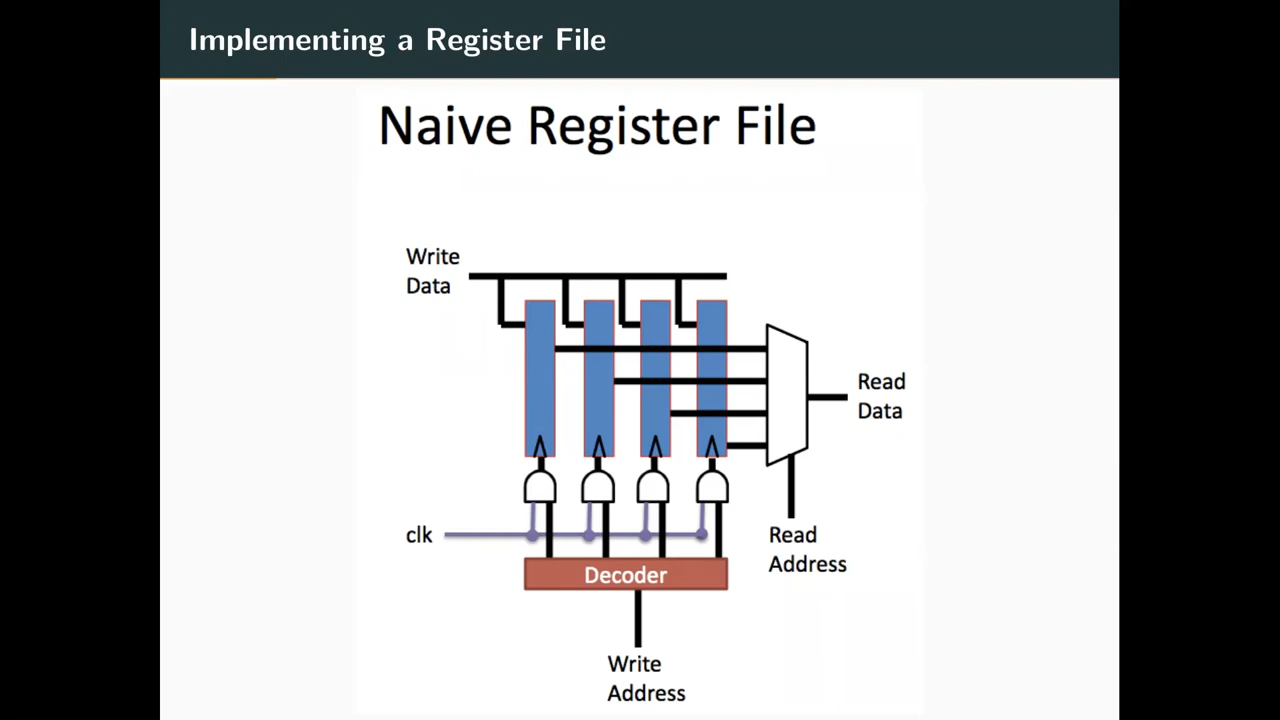 Implementing a Register File
Naive Register File
Write
Data
Read
Data
clk
Read
Address
Decoder
Write
Address